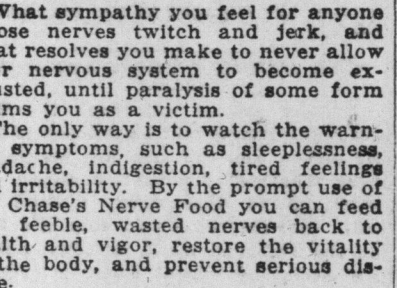 What sympathy you feel for anyone
ose nerves twitch and jerk, and
at resolves you make to never allow
r nervous system to become ex-
usted, until paralysis of some form
ims you as a victim.
The only way is to watch the warn-
symptoms, such as sleeplessness,
dache, indigestion, tired feelings
irritability. By the prompt use of
Chase's Nerve Food you can feed
feeble, wasted nerves back to
lth and vigor, restore the vitality
the body, and prevent serious dis-
e.